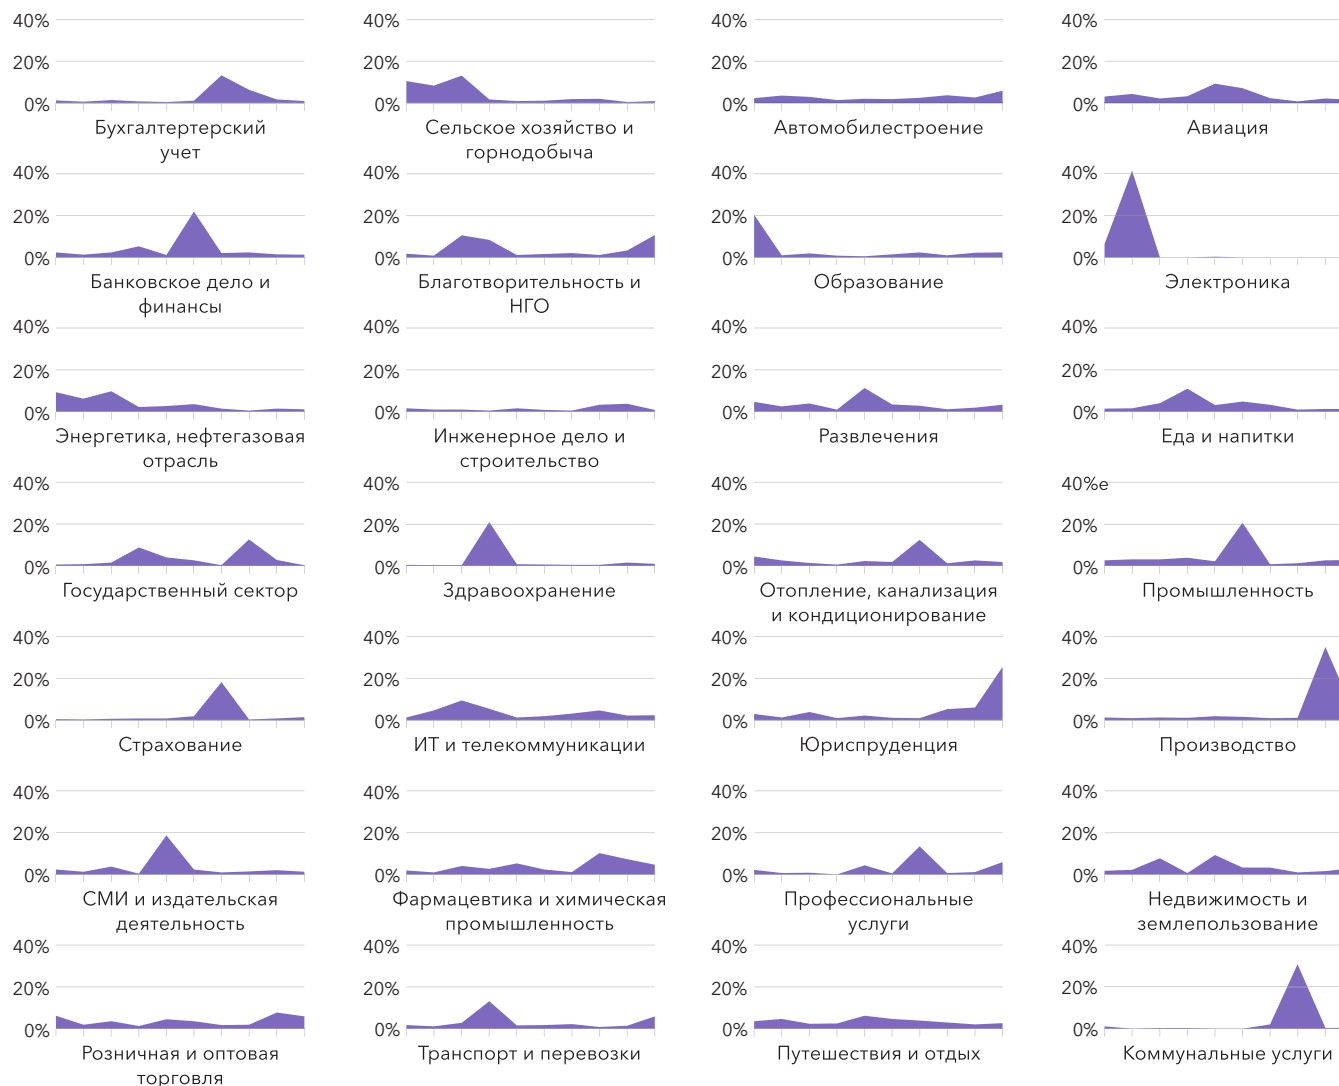 40%
20%
0%
Бухгалтертерский
учет
40%
20%
0%
Сельское хозяйство и
горнодобыча
40%
20%
0%
Автомобилестроение
40%
20%
0%
Авиация
40%
20%
0%
Банковское дело и
финансы
40%
20%
0%
Благотворительность и
НГО
40%
20%
0%
Образование
40%
20%
0%
Электроника
40%
20%
0%
Энергетика, нефтегазовая
отрасль
40%
20%
0%
Инженерное дело и
строительство
40%
20%
0%
Развлечения
40%
20%
0%
Еда и напитки
40%
20%
0%
Государственный сектор
40%
20%
0%
Здравоохранение
40%
20%
0%
Отопление, канализация
и кондиционирование
40%е
20%
0%
Промышленность
40%
20%
0%
Страхование
40%
20%
0%
ИТ и телекоммуникации
40%
20%
0%
Юриспруденция
40%
20%
0%
Производство
40%
20%
0%
СМИ и издательская
деятельность
40%
20%
0%
Фармацевтика и химическая
промышленность
40%
20%
0%
Профессиональные
услуги
40%
20%
0%
Недвижимость и
землепользование
40%
20%
0%
Розничная и оптовая
торговля
40%
20%
0%
Транспорт и перевозки
40%
20%
0%
Путешествия и отдых
40%
20%
0%
Коммунальные услуги